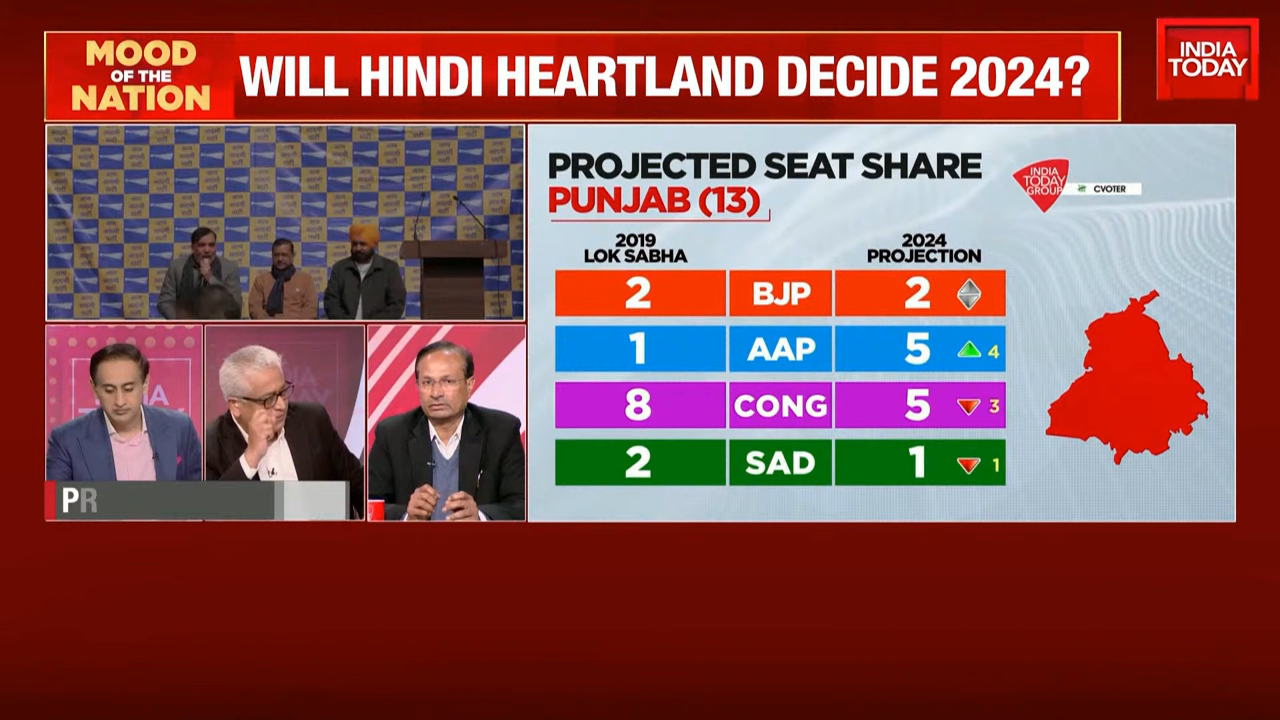 MOOD
OF THE
NATION
WILL HINDI HEARTLAND DECIDE 2024?
INDIA
TODAY
PROJECTED SEAT SHARE
PUNJAB (13)
INDIA
TODAY
GROUP
CVOTER
2019
LOK SABHA
2024
PROJECTION
2 BJP 2
1 AAP 5 4
8 CONG 5 3
2 SAD 1 1
PR